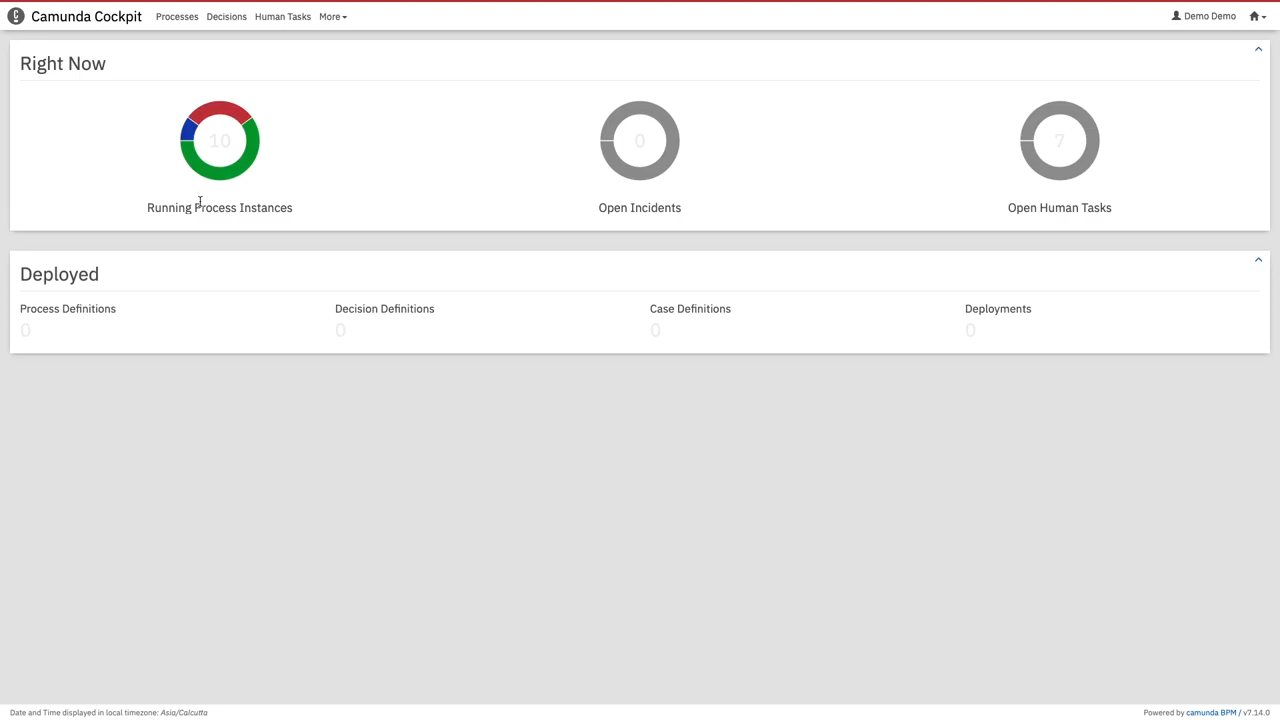 Camunda Cockpit Processes Decisions Human Tasks More Demo Demo
Right Now
10 0 7
Running Process Instances Open Incidents Open Human Tasks
Deployed
Process Definitions Decision Definitions Case Definitions Deployments
0 0 0 0
Date and Time displayed in local timezone: Asia/Calcutta Powered by camunda BPM / v7.14.0